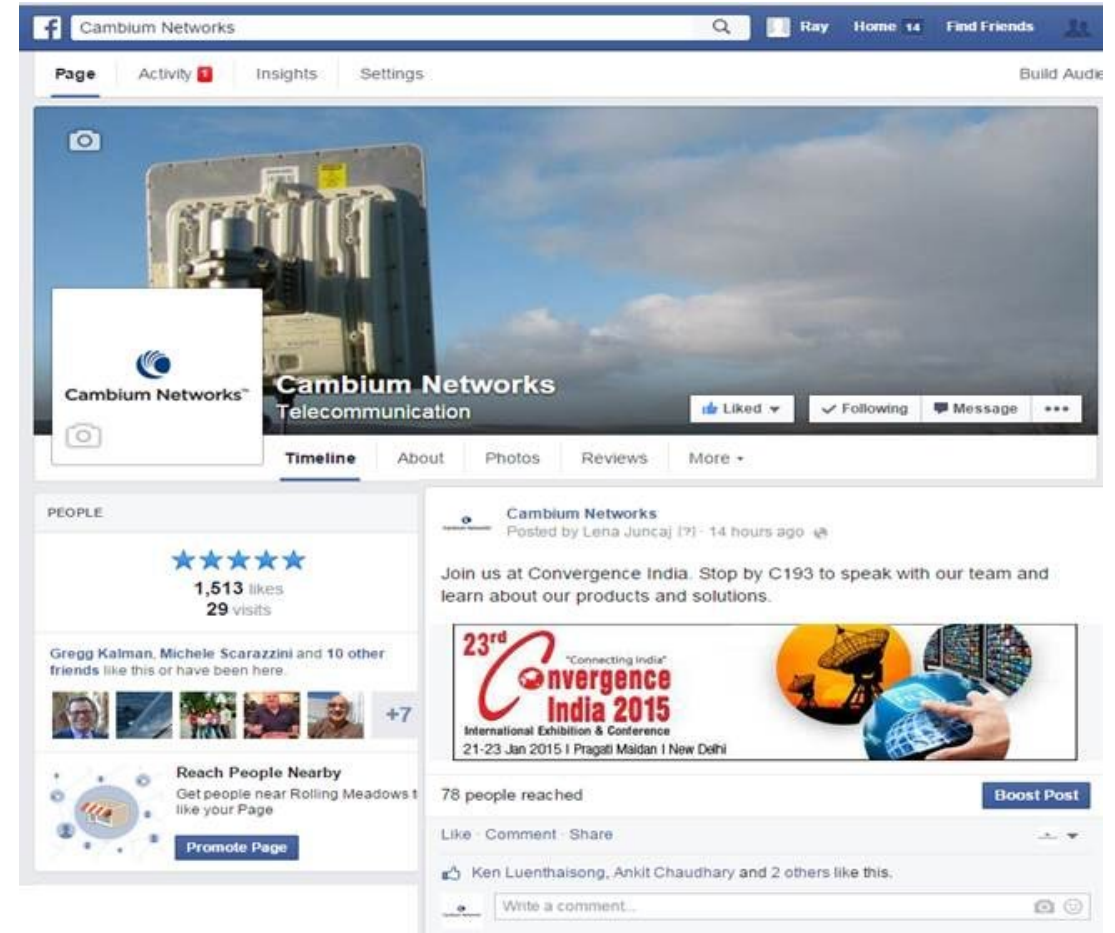 f Cambium Networks Ray Home 14 Find Friends
Page Activity 1 Insights Settings Build Audie
Cambium Networks™
Cambium Networks
Telecommunication
Liked Following Message
Timeline About Photos Reviews More
PEOPLE
1,513 likes
29 visits
Gregg Kalman, Michele Scarazzini and 10 other
friends like this or have been here.
+7
Reach People Nearby
Get people near Rolling Meadows t
like your Page
Promote Page
Cambium Networks
Posted by Lena Juncaj [?] · 14 hours ago
Join us at Convergence India. Stop by C193 to speak with our team and
learn about our products and solutions.
23rd
"Connecting India"
Convergence
India 2015
International Exhibition & Conference
21-23 Jan 2015 I Pragati Maidan I New Delhi
78 people reached Boost Post
Like · Comment · Share
Ken Luenthaisong, Ankit Chaudhary and 2 others like this.
Write a comment...